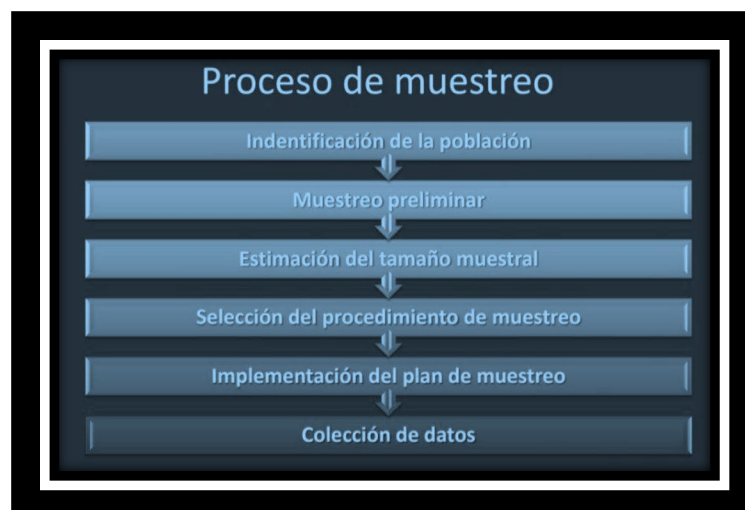 Proceso de muestreo
Indentificación de la población
Muestreo preliminar
Estimación del tamaño muestral
Selección del procedimiento de muestreo
Implementación del plan de muestreo
Colección de datos